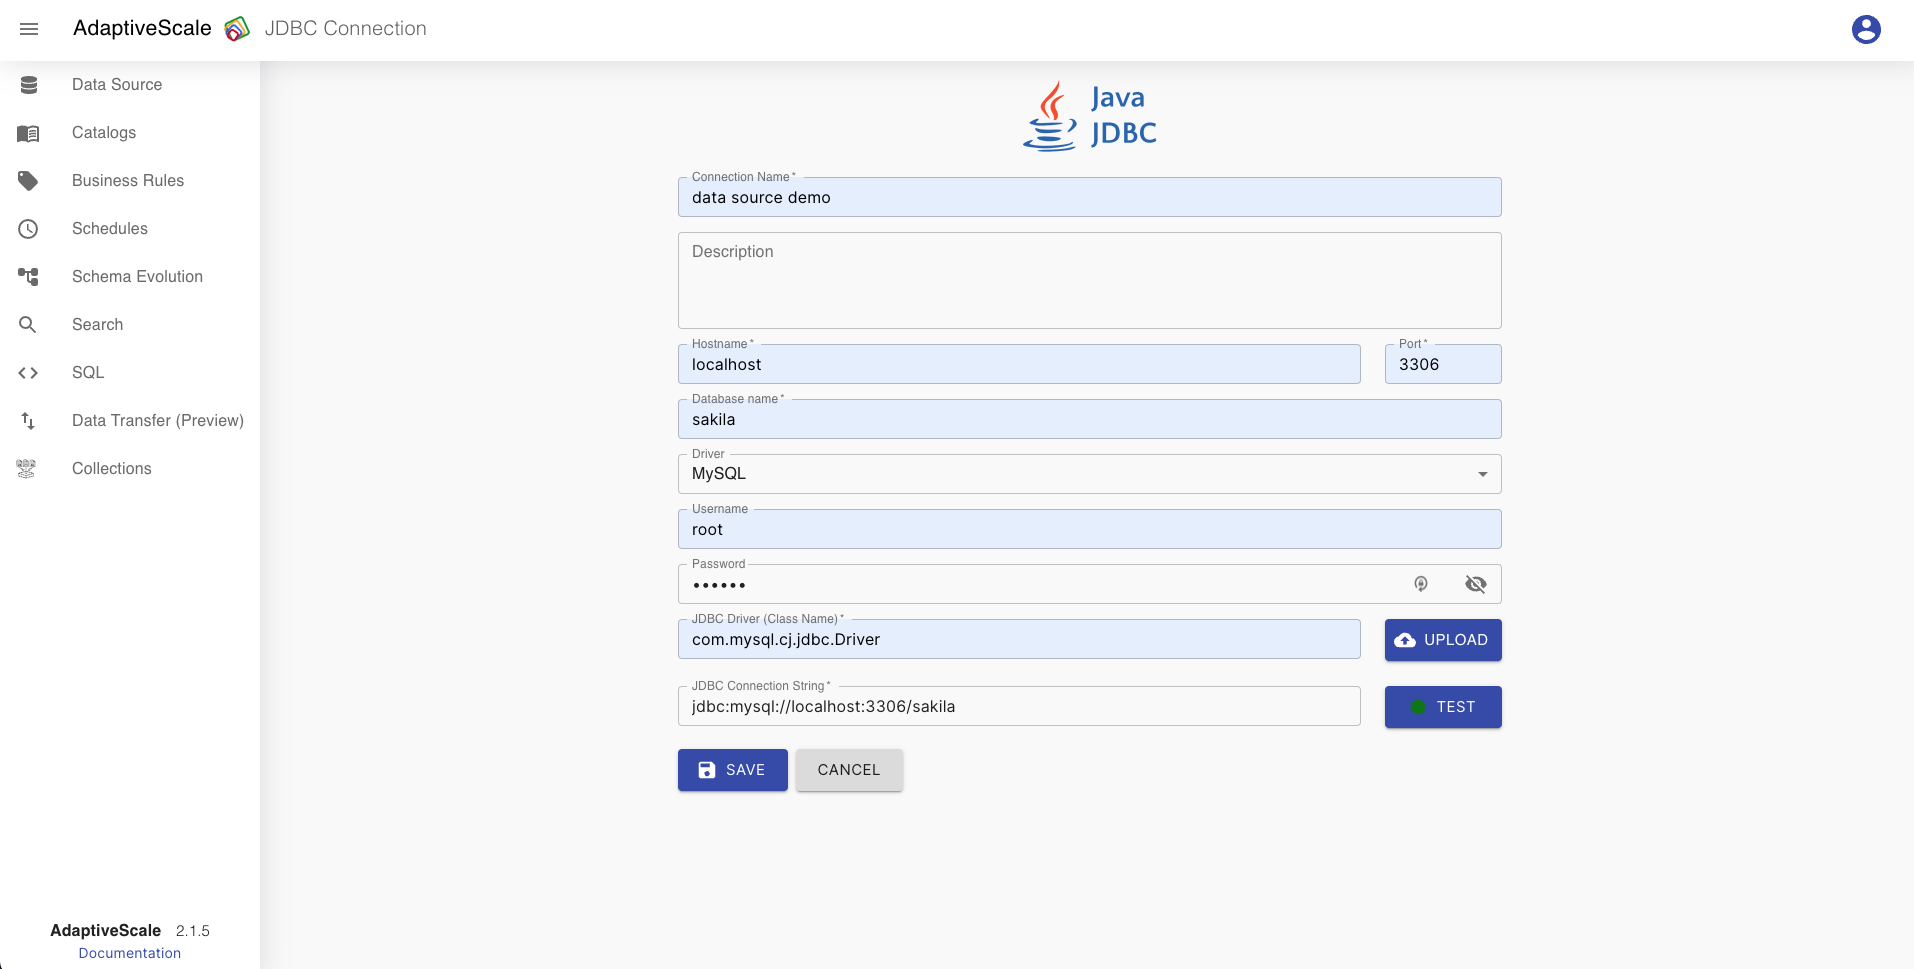 AdaptiveScale JDBC Connection
Data Source
Catalogs
Business Rules
Schedules
Schema Evolution
Search
SQL
Data Transfer (Preview)
Collections
AdaptiveScale 2.1.5
Documentation
Java
JDBC
Connection Name *
data source demo
Description
Hostname *
localhost
Port *
3306
Database name *
sakila
Driver
MySQL
Username
root
Password
••••••
JDBC Driver (Class Name) *
com.mysql.cj.jdbc.Driver
UPLOAD
JDBC Connection String *
jdbc:mysql://localhost:3306/sakila
TEST
SAVE
CANCEL